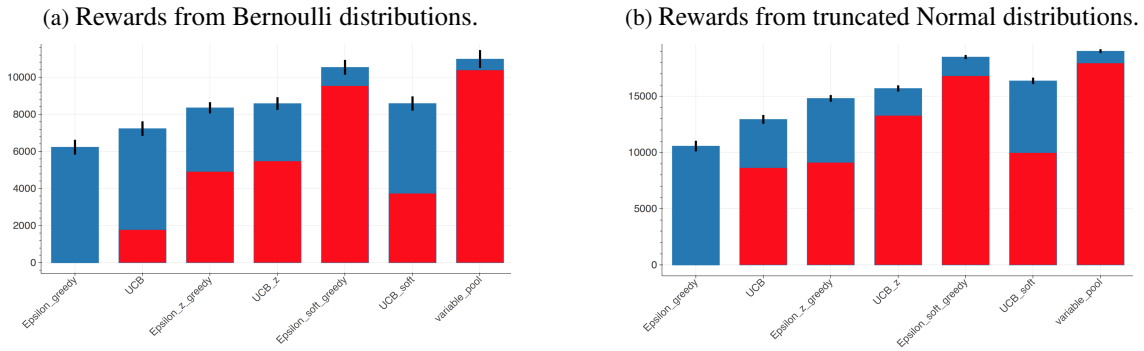 (a) Rewards from Bernoulli distributions.
10000
8000
6000
4000
2000
0
Epsilon_greedy
UCB
Epsilon_z_greedy
UCB_z
Epsilon_soft_greedy
UCB_soft
variable_pool
(b) Rewards from truncated Normal distributions.
15000
10000
5000
0
Epsilon_greedy
UCB
Epsilon_z_greedy
UCB_z
Epsilon_soft_greedy
UCB_soft
variable_pool